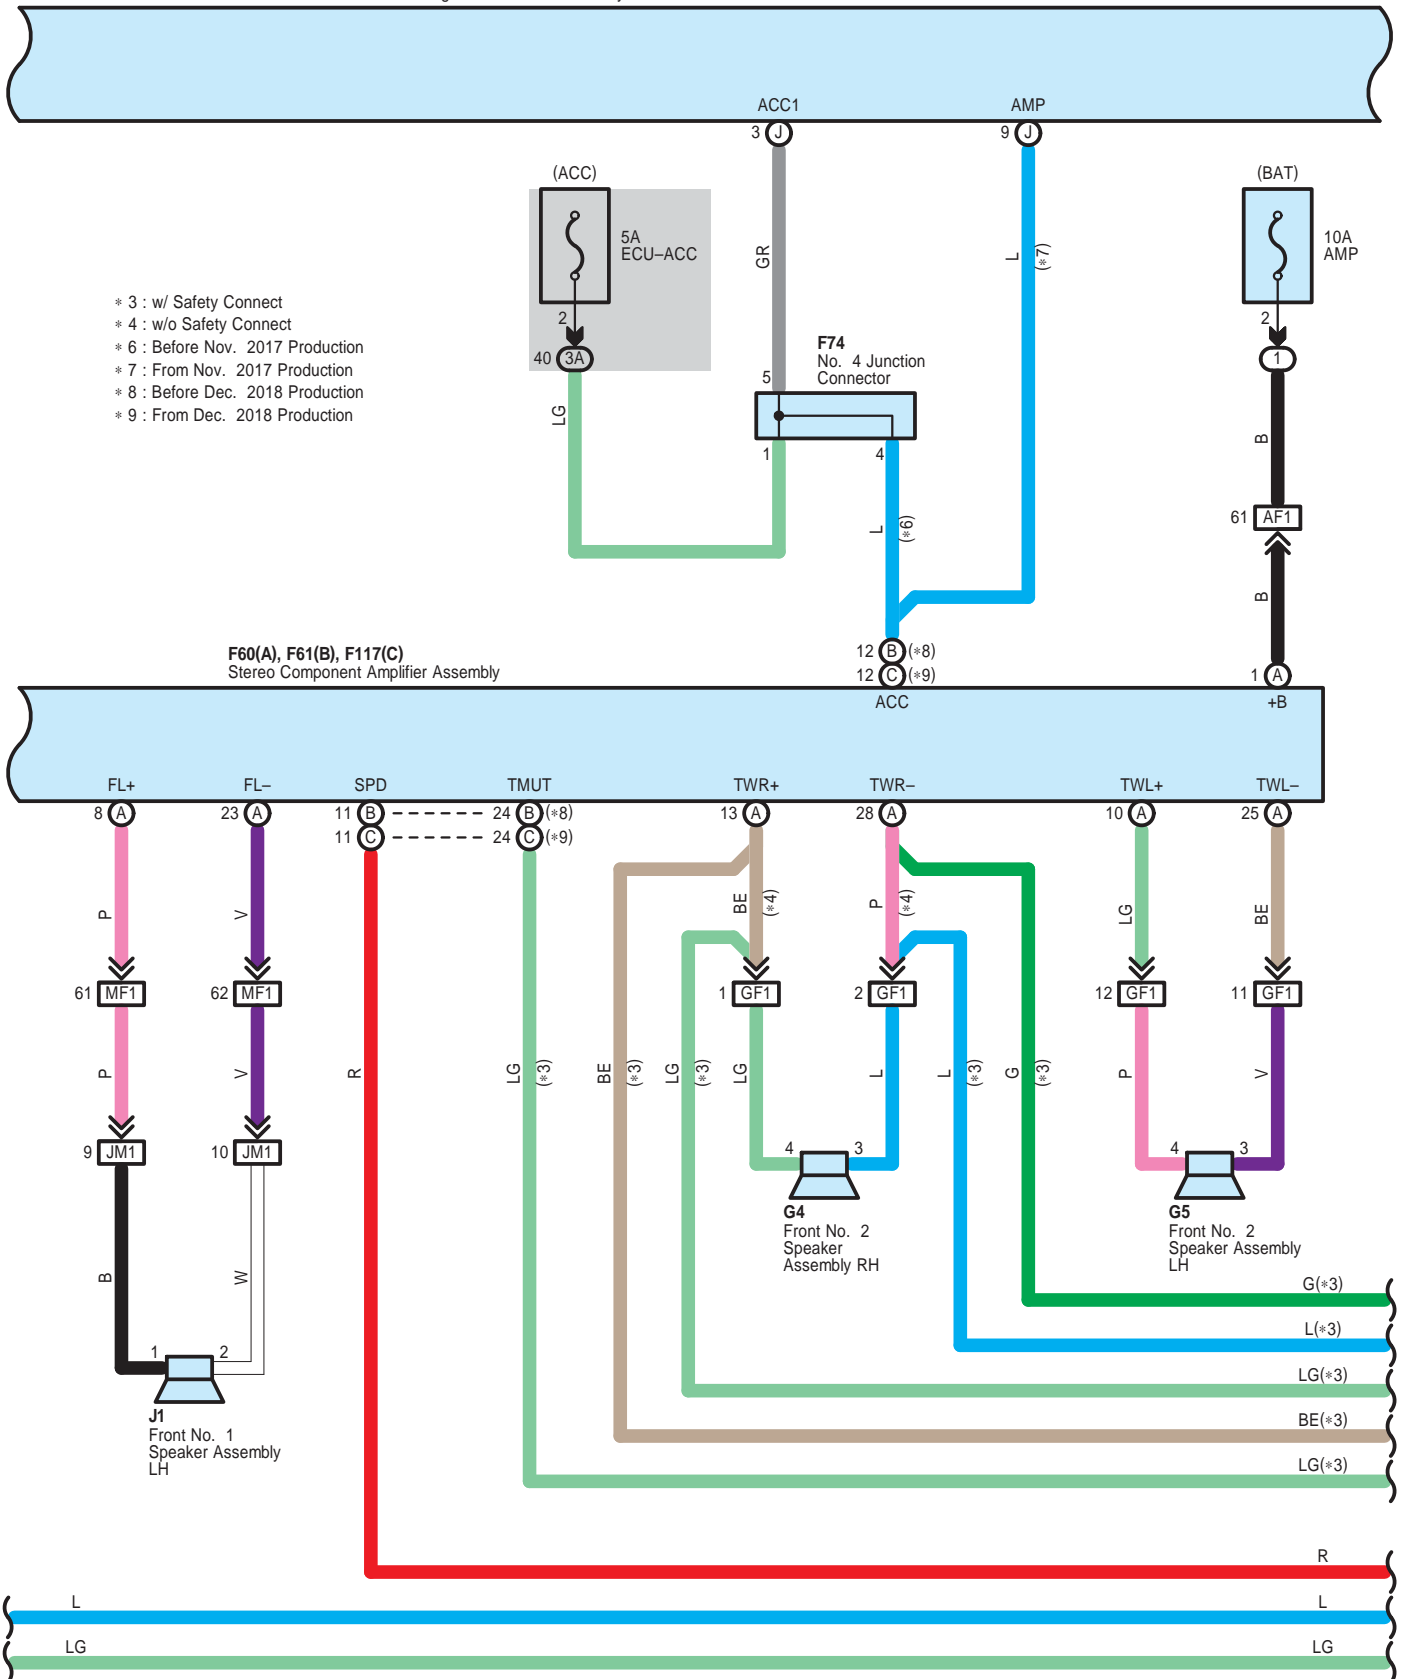 ACC1
AMP
3 J
9 J
(ACC)
(BAT)
5A
ECU–ACC
10A
AMP
GR
L
(*7)
* 3 : w/ Safety Connect
* 4 : w/o Safety Connect
* 6 : Before Nov. 2017 Production
* 7 : From Nov. 2017 Production
* 8 : Before Dec. 2018 Production
* 9 : From Dec. 2018 Production
2
40 3A
2
1
F74
No. 4 Junction
Connector
5
LG
B
1
4
61 AF1
L
(*6)
B
F60(A), F61(B), F117(C)
Stereo Component Amplifier Assembly
12 B (*8)
12 C (*9)
1 A
ACC
+B
FL+
FL–
SPD
TMUT
TWR+
TWR–
TWL+
TWL–
8 A
23 A
11 B
24 B (*8)
13 A
28 A
10 A
25 A
11 C
24 C (*9)
P
V
BE
(*4)
P
(*4)
LG
BE
61 MF1
62 MF1
1 GF1
2 GF1
12 GF1
11 GF1
P
V
R
LG
(*3)
BE
(*3)
LG
(*3)
LG
L
L
(*3)
G
(*3)
P
V
9 JM1
10 JM1
4
3
4
3
G4
Front No. 2
Speaker
Assembly RH
G5
Front No. 2
Speaker Assembly
LH
B
W
G(*3)
L(*3)
1
2
LG(*3)
J1
Front No. 1
Speaker Assembly
LH
BE(*3)
LG(*3)
R
L
L
LG
LG